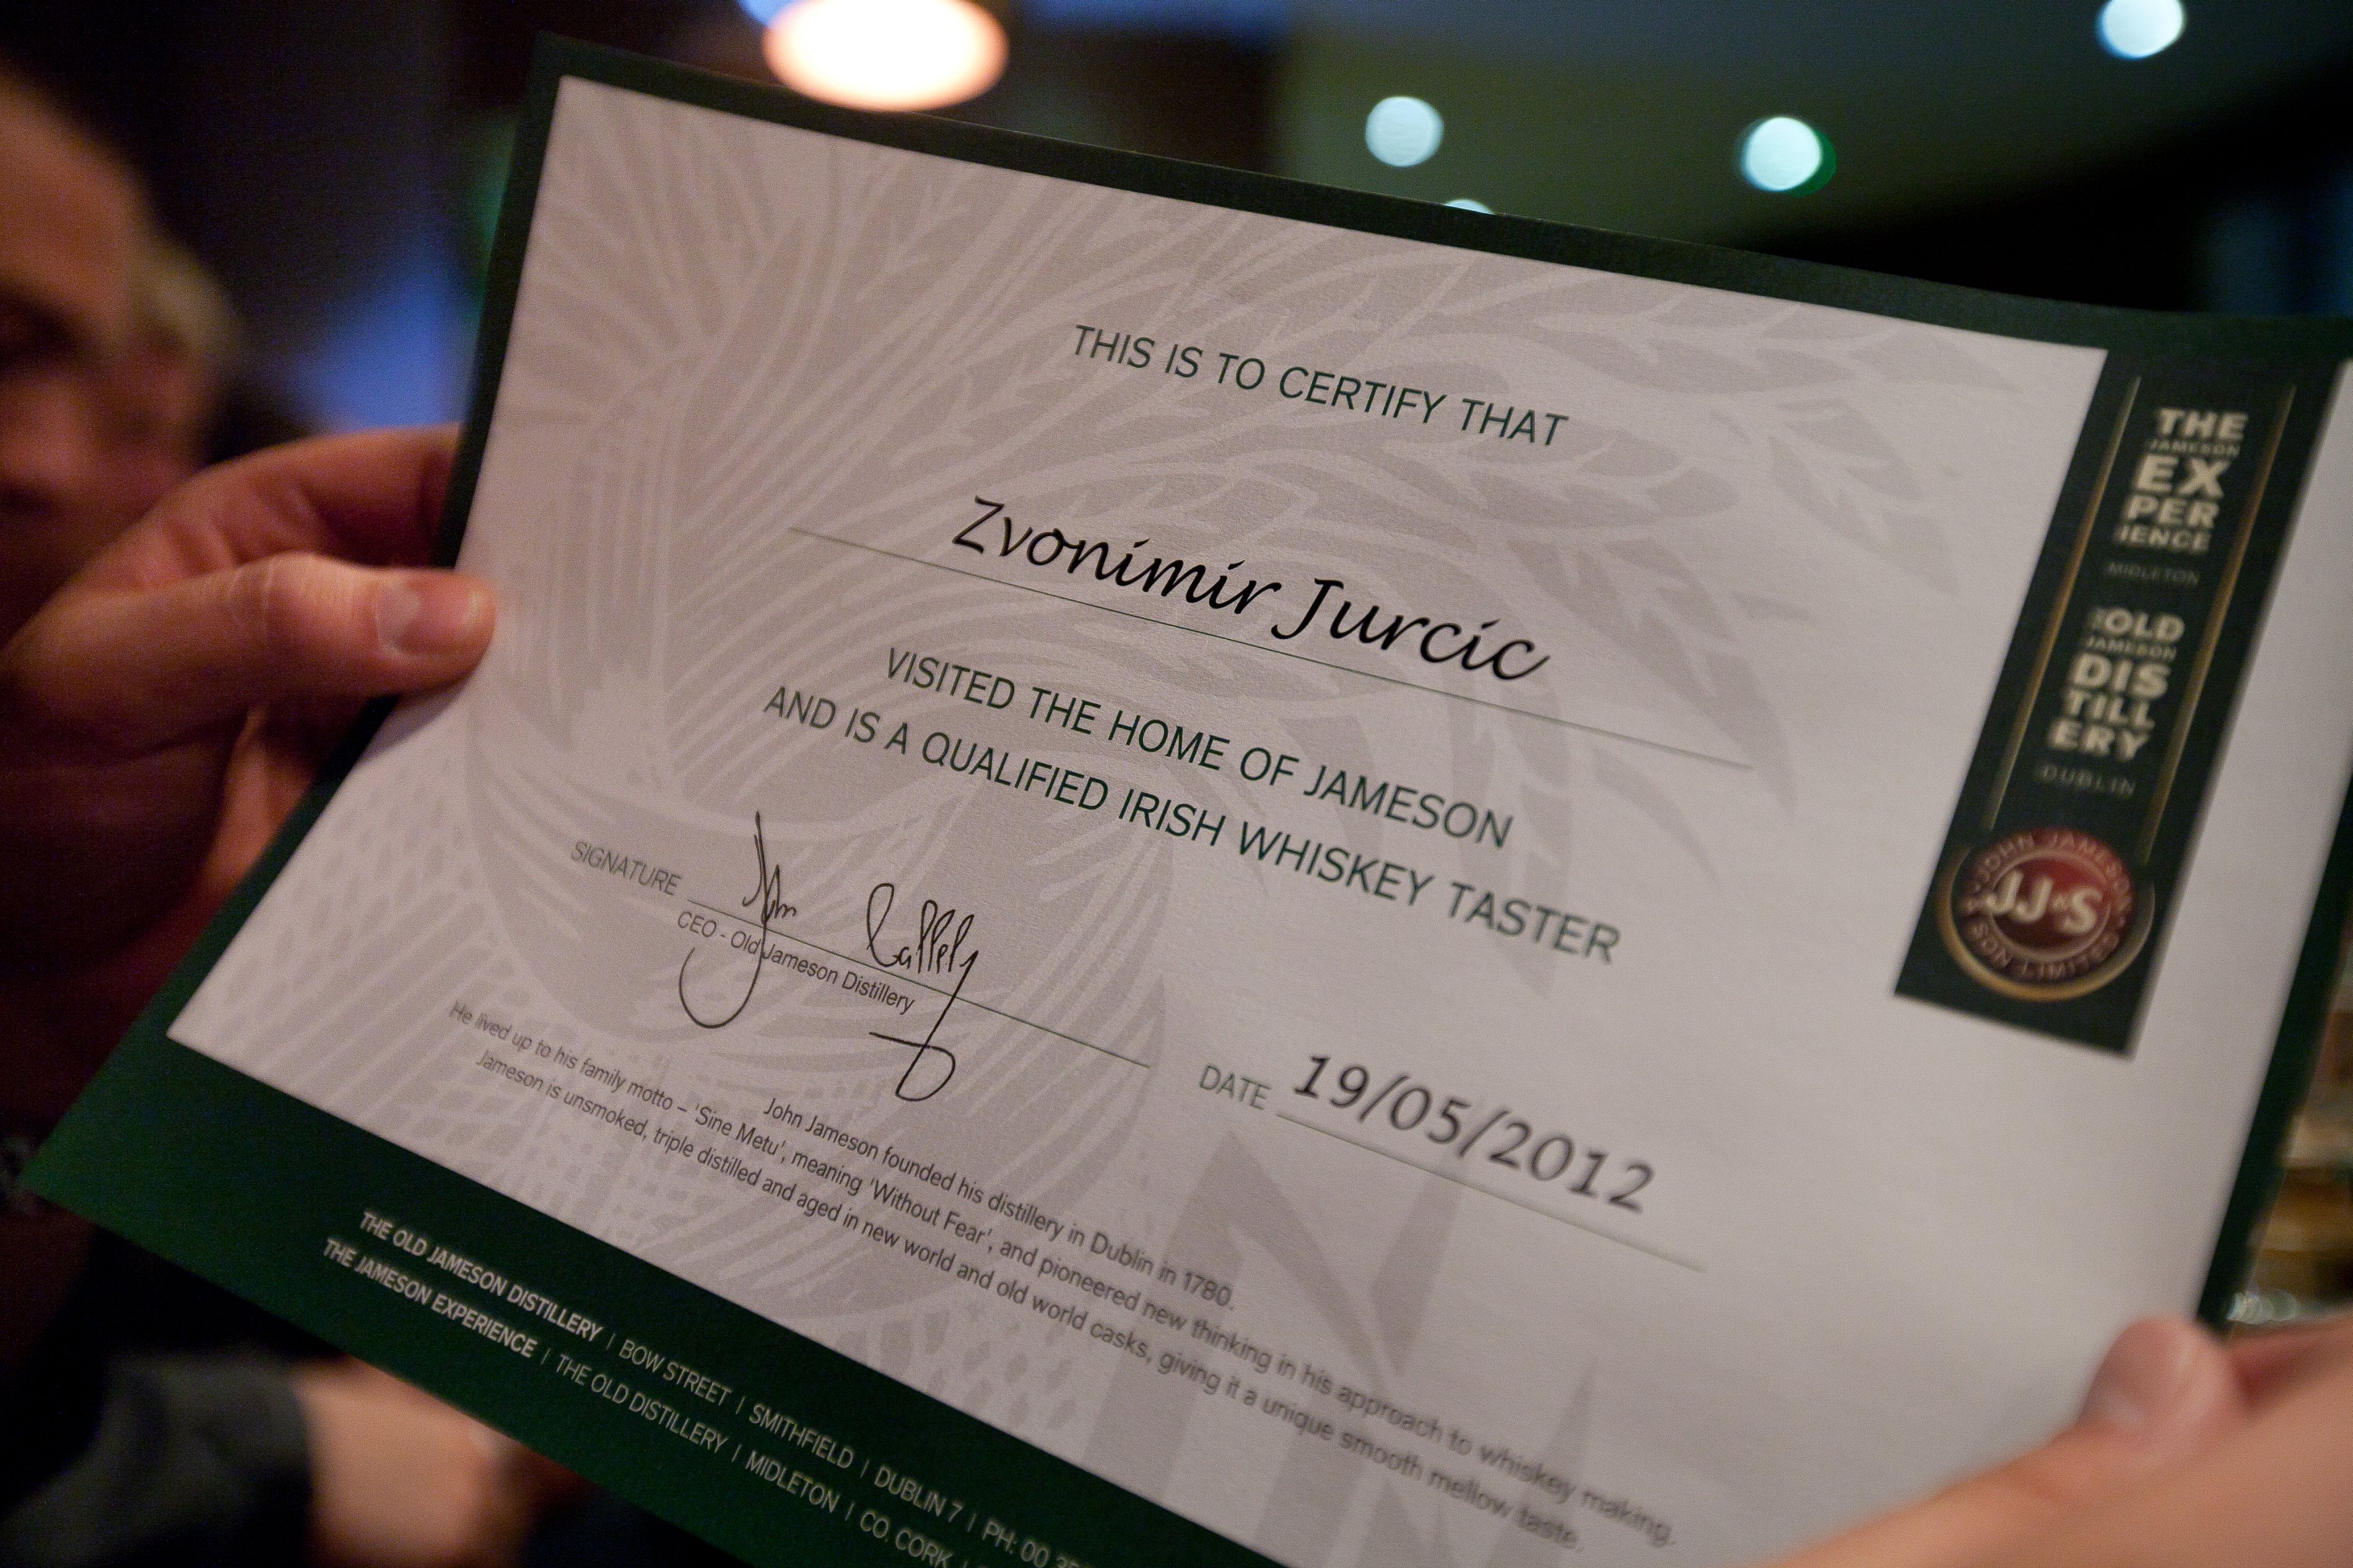 THIS IS TO CERTIFY THAT
Zvonimir Jurcic
VISITED THE HOME OF JAMESON
AND IS A QUALIFIED IRISH WHISKEY TASTER
SIGNATURE
CEO - Old Jameson Distillery
DATE 19/05/2012
John Jameson founded his distillery in Dublin in 1780.
He lived up to his family motto – 'Sine Metu', meaning 'Without Fear', and pioneered new thinking in his approach to whiskey making.
Jameson is unsmoked, triple distilled and aged in new world and old world casks, giving it a unique smooth mellow taste.
THE OLD JAMESON DISTILLERY | BOW STREET | SMITHFIELD | DUBLIN 7 | PH: 00 35
THE JAMESON EXPERIENCE | THE OLD DISTILLERY | MIDLETON | CO. CORK |
THE
JAMESON
EX
PER
IENCE
MIDLETON
THE OLD
JAMESON
DIS
TILL
ERY
DUBLIN
JOHN JAMESON
JJ&S
& SON LIMITED